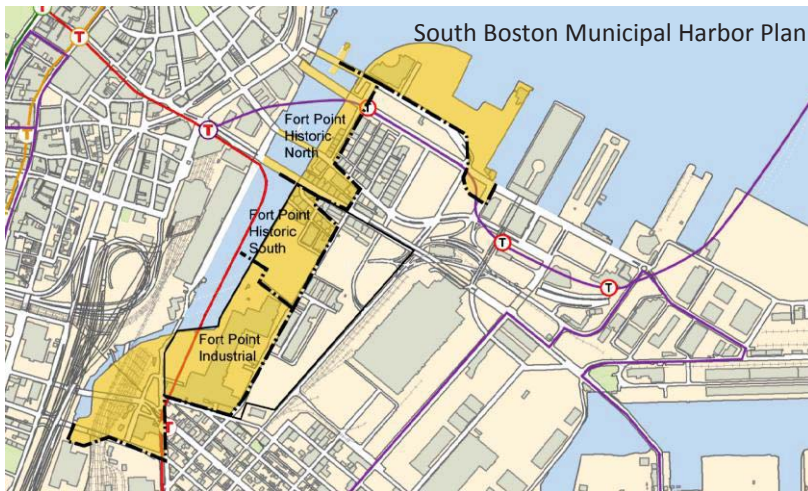 South Boston Municipal Harbor Plan
T
T
T
T
T
Fort Point
Historic
North
Fort Point
Historic
South
T
T
Fort Point
Industrial
T